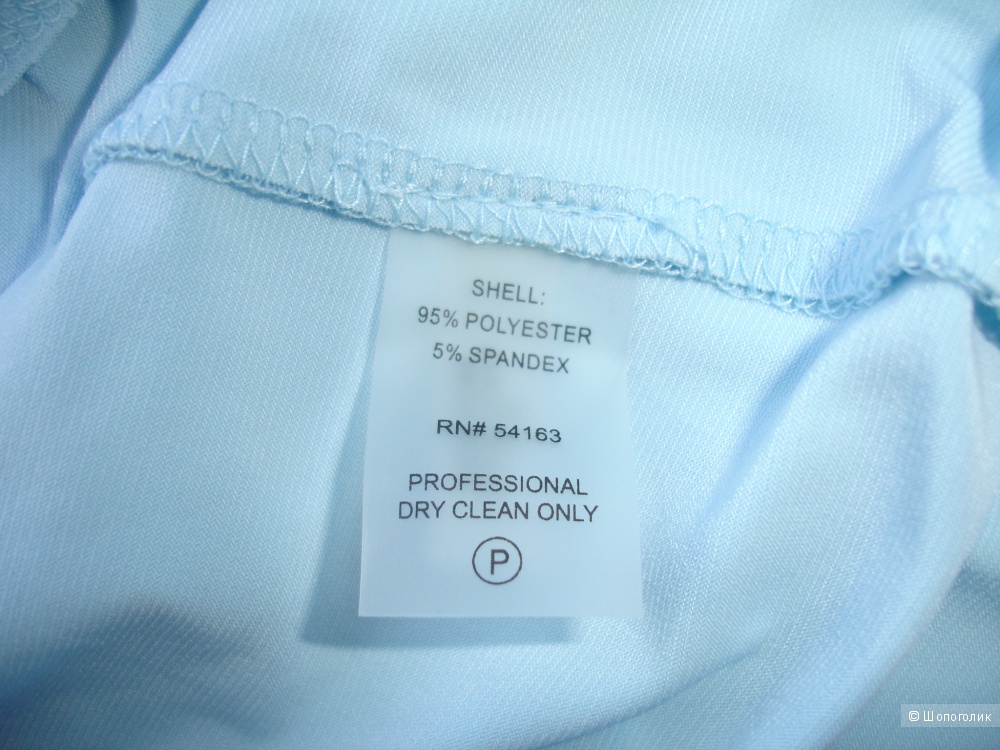 SHELL:
95% POLYESTER
5% SPANDEX
RN# 54163
PROFESSIONAL
DRY CLEAN ONLY
P
© Шопоголик